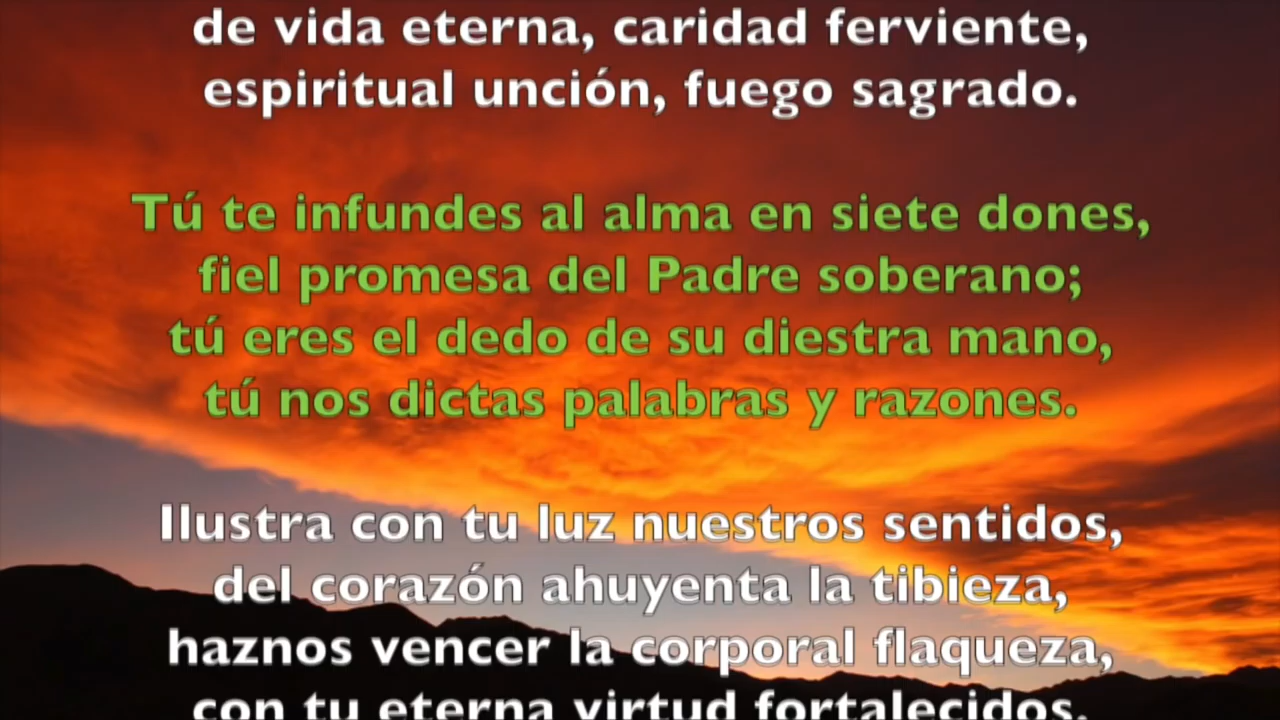 de vida eterna, caridad ferviente,
espiritual unción, fuego sagrado.
Tú te infundes al alma en siete dones,
fiel promesa del Padre soberano;
tú eres el dedo de su diestra mano,
tú nos dictas palabras y razones.
Ilustra con tu luz nuestros sentidos,
del corazón ahuyenta la tibieza,
haznos vencer la corporal flaqueza,
con tu eterna virtud fortalecidos.